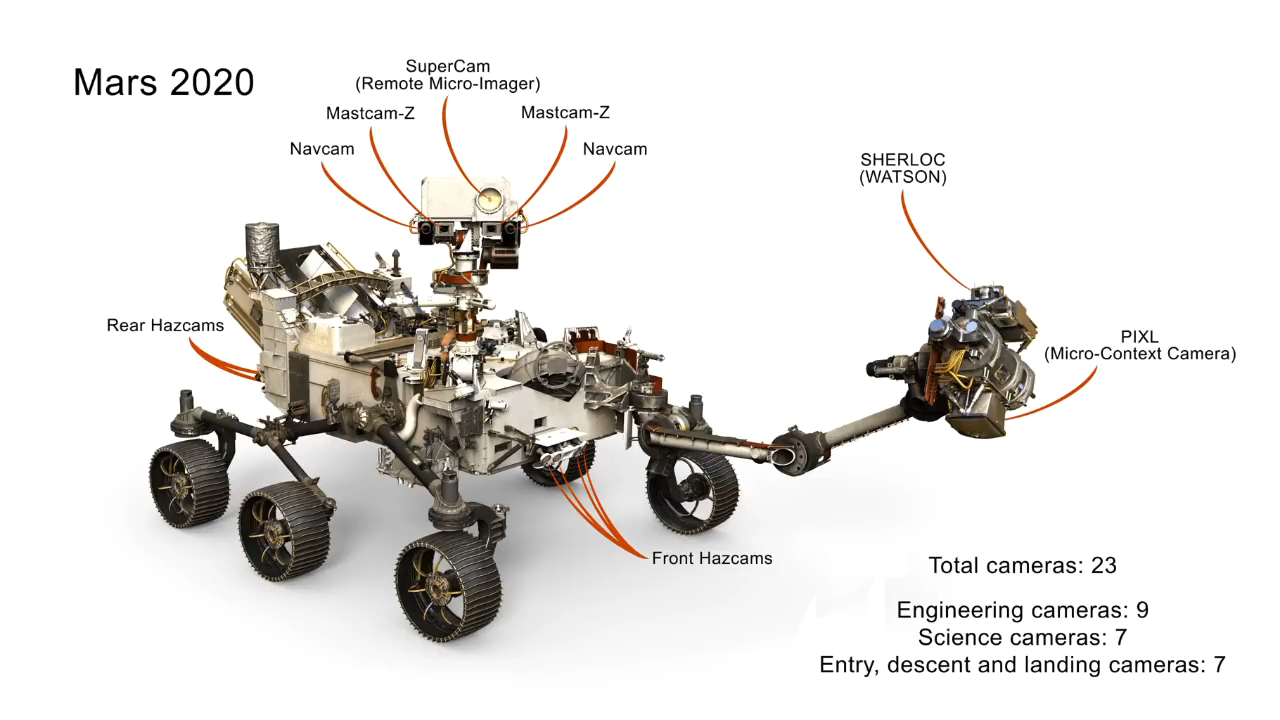 Mars 2020
SuperCam
(Remote Micro-Imager)
Mastcam-Z
Mastcam-Z
Navcam
Navcam
SHERLOC
(WATSON)
Rear Hazcams
PIXL
(Micro-Context Camera)
Front Hazcams
Total cameras: 23
Engineering cameras: 9
Science cameras: 7
Entry, descent and landing cameras: 7